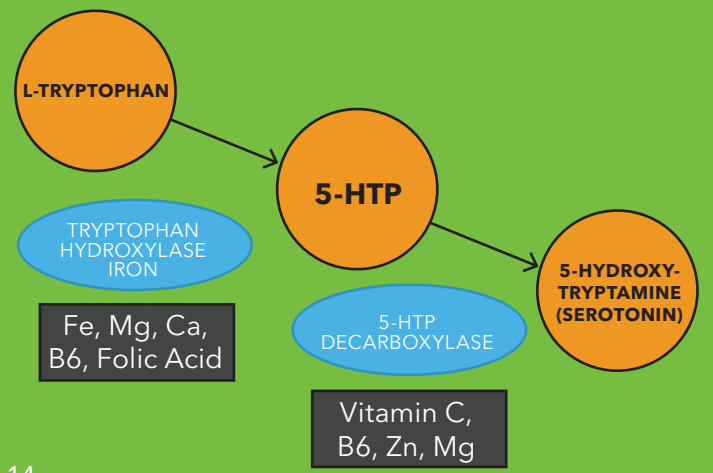 L-TRYPTOPHAN
5-HTP
5-HYDROXY-
TRYPTAMINE
(SEROTONIN)
TRYPTOPHAN
HYDROXYLASE
IRON
Fe, Mg, Ca,
B6, Folic Acid
5-HTP
DECARBOXYLASE
Vitamin C,
B6, Zn, Mg
14